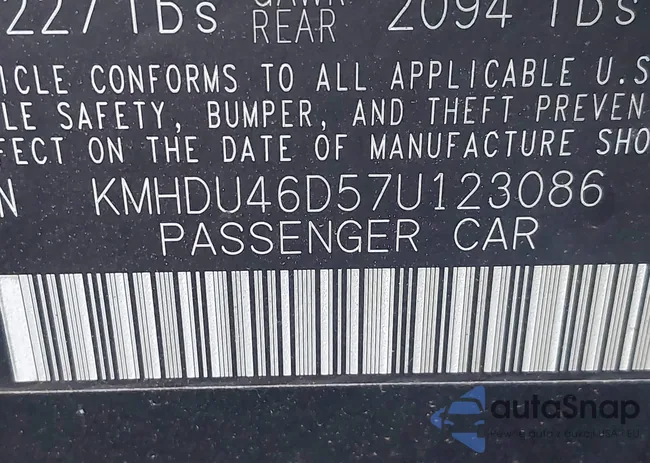 2271bs GAWR REAR 2094 lbs
ICLE CONFORMS TO ALL APPLICABLE U.S
LE SAFETY, BUMPER, AND THEFT PREVEN
FECT ON THE DATE OF MANUFACTURE SHO
N KMHDU46D57U123086
PASSENGER CAR
autoSnap